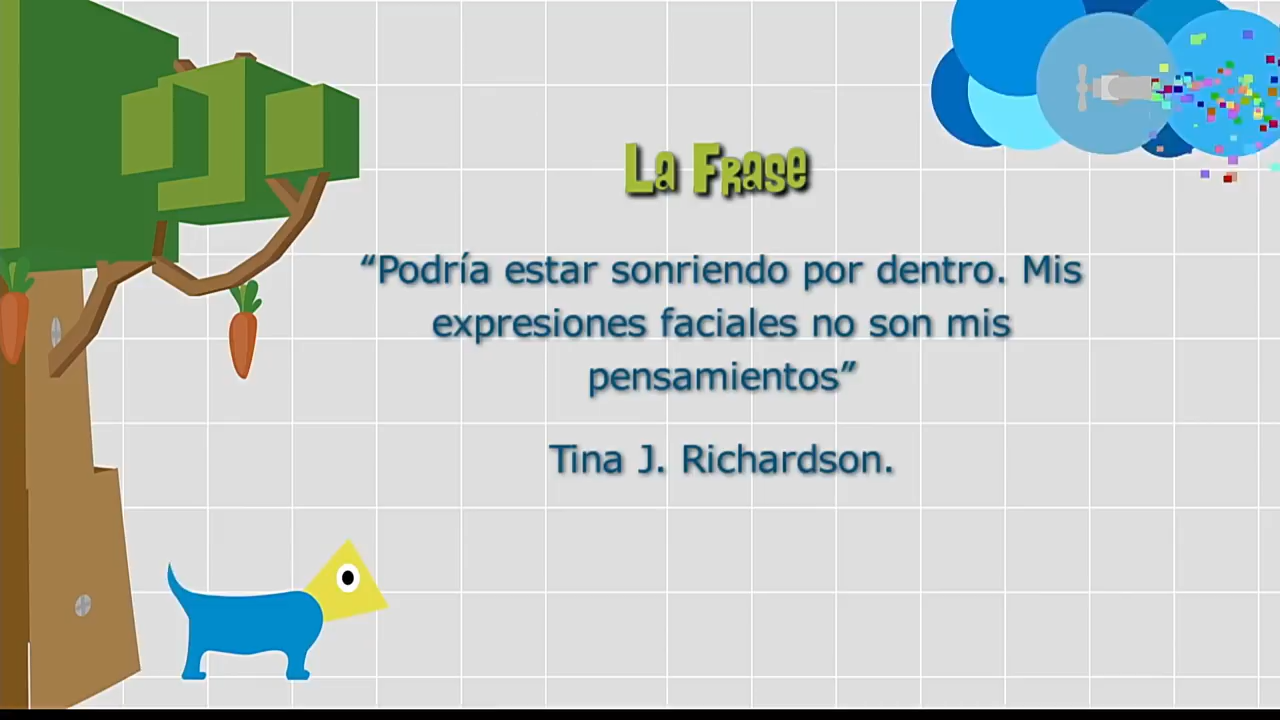 La Frase
“Podría estar sonriendo por dentro. Mis
expresiones faciales no son mis
pensamientos”
Tina J. Richardson.